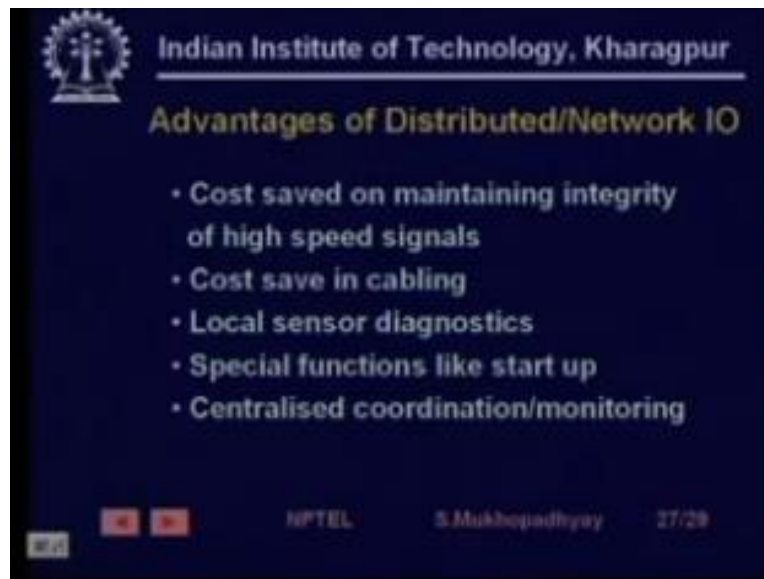 Indian Institute of Technology, Kharagpur
Advantages of Distributed/Network IO
• Cost saved on maintaining integrity
of high speed signals
• Cost save in cabling
• Local sensor diagnostics
• Special functions like start up
• Centralised coordination/monitoring
NPTEL S.Mukhopadhyay 27/29